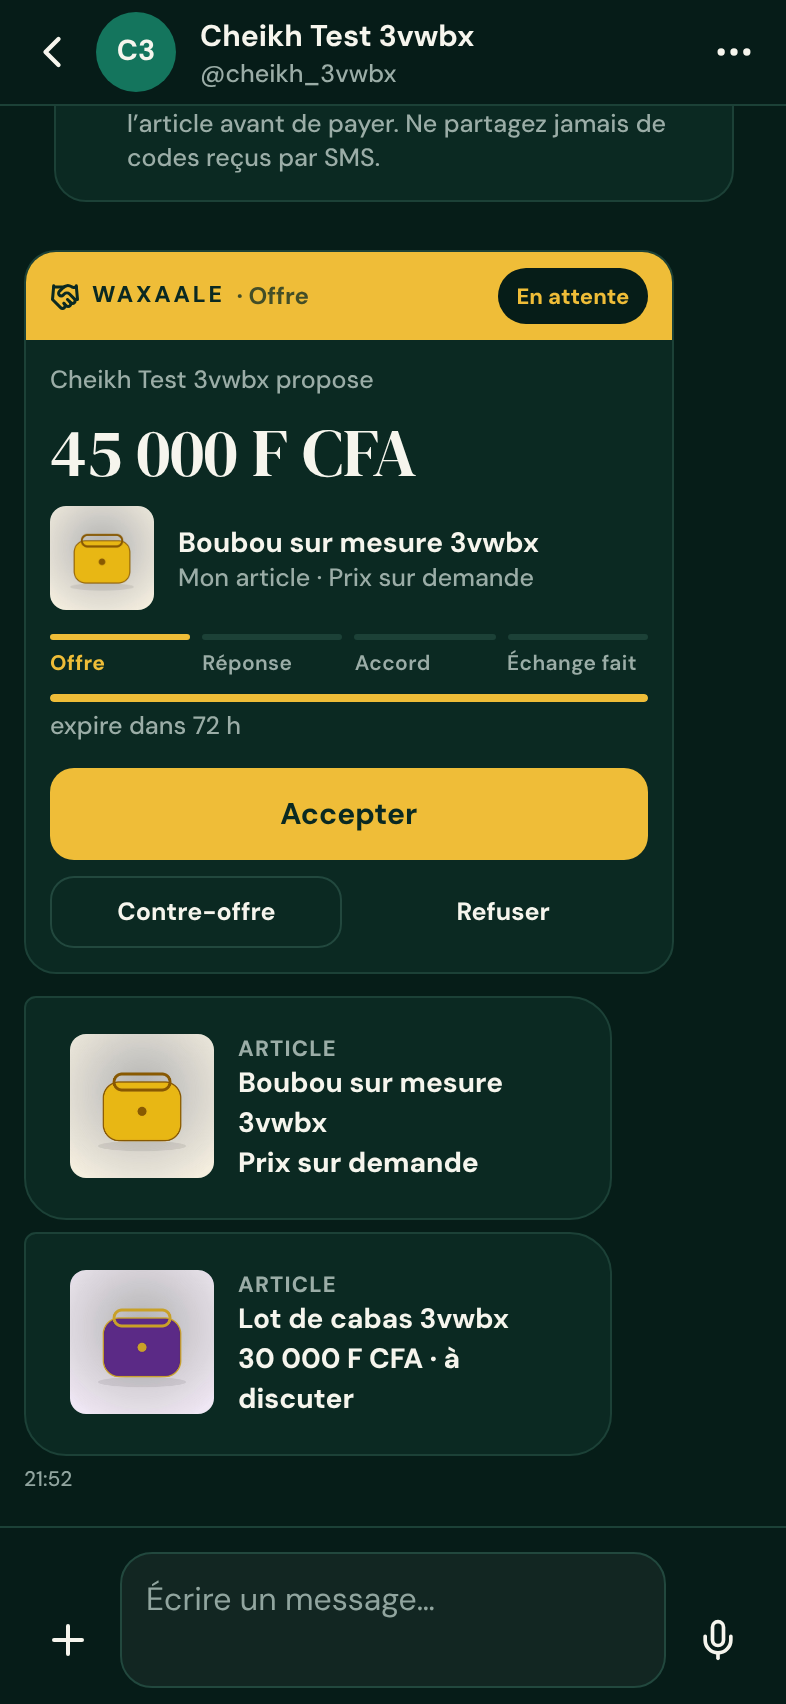 C3
Cheikh Test 3vwbx
@cheikh_3vwbx
l’article avant de payer. Ne partagez jamais de
codes reçus par SMS.
WAXAALE · Offre
En attente
Cheikh Test 3vwbx propose
45 000 F CFA
Boubou sur mesure 3vwbx
Mon article · Prix sur demande
Offre
Réponse
Accord
Échange fait
expire dans 72 h
Accepter
Contre-offre
Refuser
ARTICLE
Boubou sur mesure
3vwbx
Prix sur demande
ARTICLE
Lot de cabas 3vwbx
30 000 F CFA · à
discuter
21:52
Écrire un message…